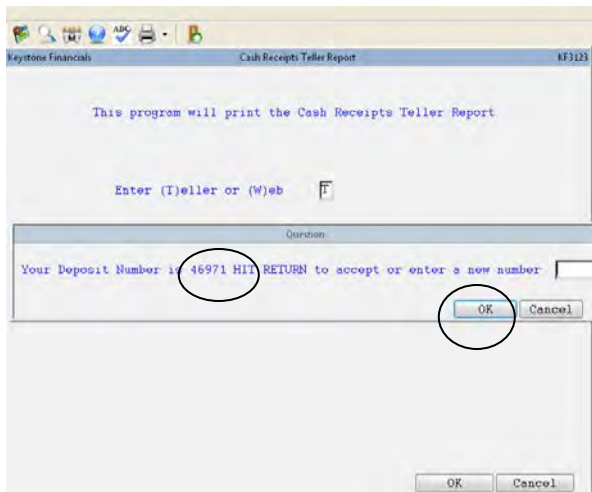 ABC
Keystone Financials Cash Receipts Teller Report KF3123
This program will print the Cash Receipts Teller Report
Enter (T)eller or (W)eb T
Question
Your Deposit Number is 46971 HIT RETURN to accept or enter a new number
OK Cancel
OK Cancel